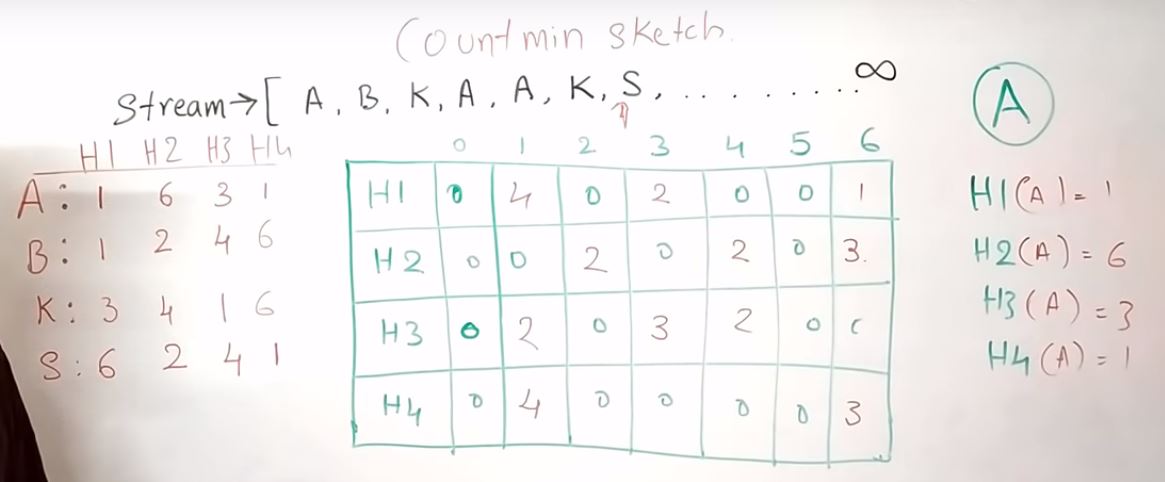 Countmin sketch.
Stream→[ A, B, K, A, A, K, S, . . . . . . . . . ∞
H1 H2 H3 H4
A: 1 6 3 1
B: 1 2 4 6
K: 3 4 1 6
S: 6 2 4 1
0 1 2 3 4 5 6
H1 0 4 0 2 0 0 1
H2 0 0 2 0 2 0 3.
H3 0 2 0 3 2 0
H4 0 4 0 0 0 0 3
A
H1(A)= 1
H2(A) = 6
H3(A) = 3
H4(A) = 1